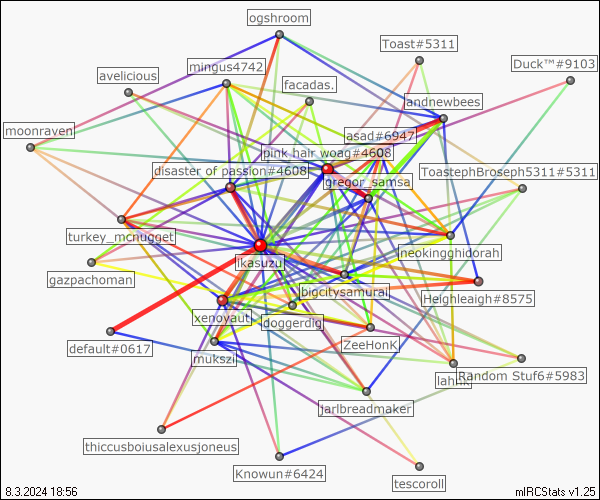 ogshroom
Toast#5311
Duck™#9103
mingus4742
avelicious
facadas.
andnewbees
moonraven
asad#6947
pink hair woag#4608
disaster of passion#4608
ToastephBroseph5311#5311
gregor_samsa
turkey_mcnugget
neokingghidorah
ikasuzu
gazpachoman
bigcitysamurai
Heighleaigh#8575
xenoyaut
doggerdig
ZeeHonk
default#0617
mukszi
Random Stuf6#5983
jarlbreadmaker
thiccusboiusalexusjoneus
Knowun#6424
tescoroll
8.3.2024 18:56
mIRCStats v1.25